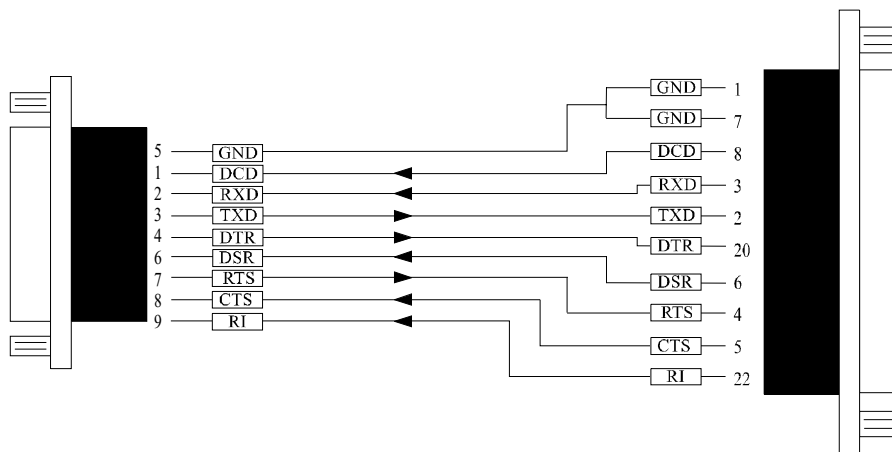 GND 1
GND 7
5 GND DCD 8
1 DCD
2 RXD RXD 3
3 TXD TXD 2
4 DTR DTR 20
6 DSR DSR 6
7 RTS RTS 4
8 CTS CTS 5
9 RI RI 22